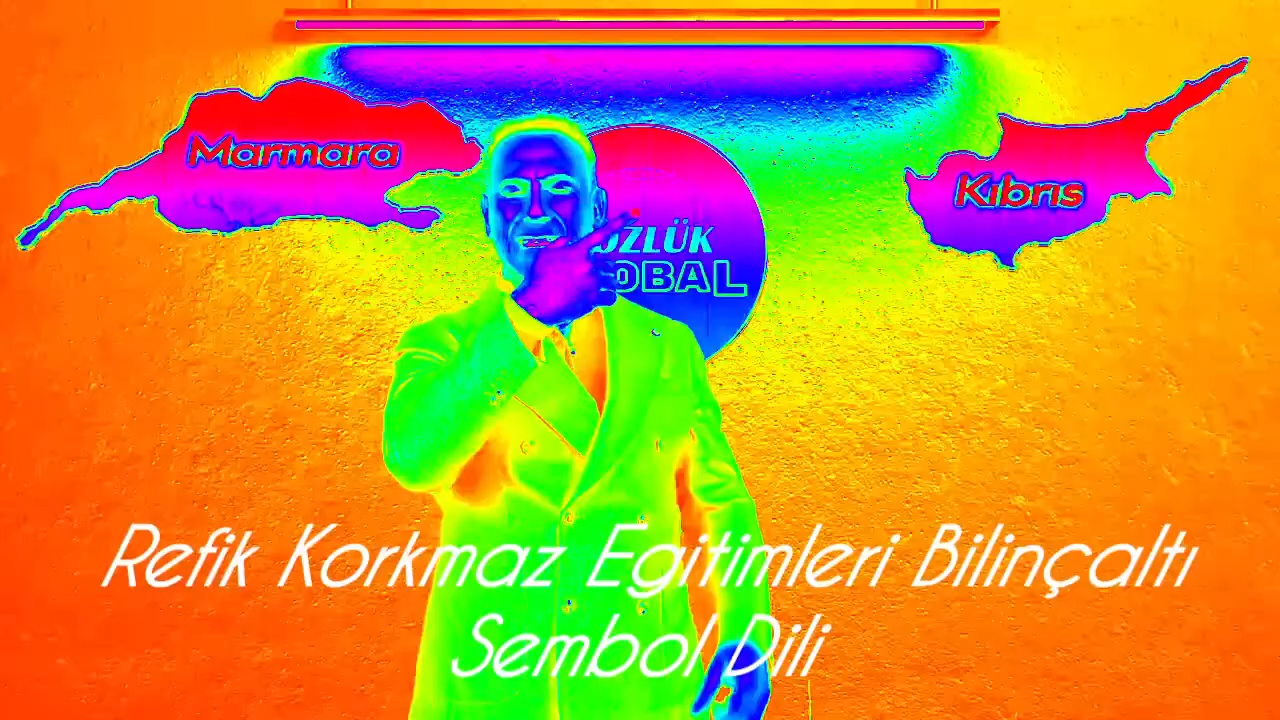 Marmara
Kıbrıs
ÖZLÜK
OBAL
Refik Korkmaz Egitimleri Bilinçaltı
Sembol Dili